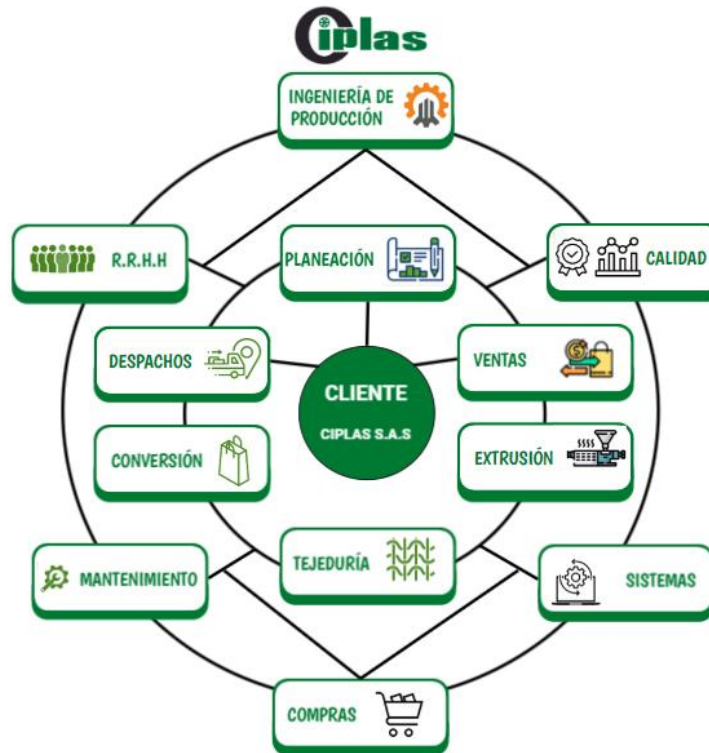 Ciplas
INGENIERÍA DE
PRODUCCIÓN
R.R.H.H
PLANEACIÓN
CALIDAD
DESPACHOS
VENTAS
CLIENTE
CIPLAS S.A.S
CONVERSIÓN
EXTRUSIÓN
MANTENIMIENTO
TEJEDURÍA
SISTEMAS
COMPRAS